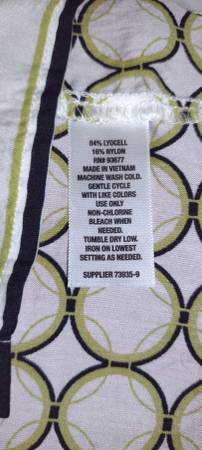 84% LYOCELL
16% NYLON
RN# 93677
MADE IN VIETNAM
MACHINE WASH COLD.
GENTLE CYCLE
WITH LIKE COLORS
USE ONLY
NON-CHLORINE
BLEACH WHEN
NEEDED.
TUMBLE DRY LOW.
IRON ON LOWEST
SETTING AS NEEDED.
SUPPLIER 73935-9